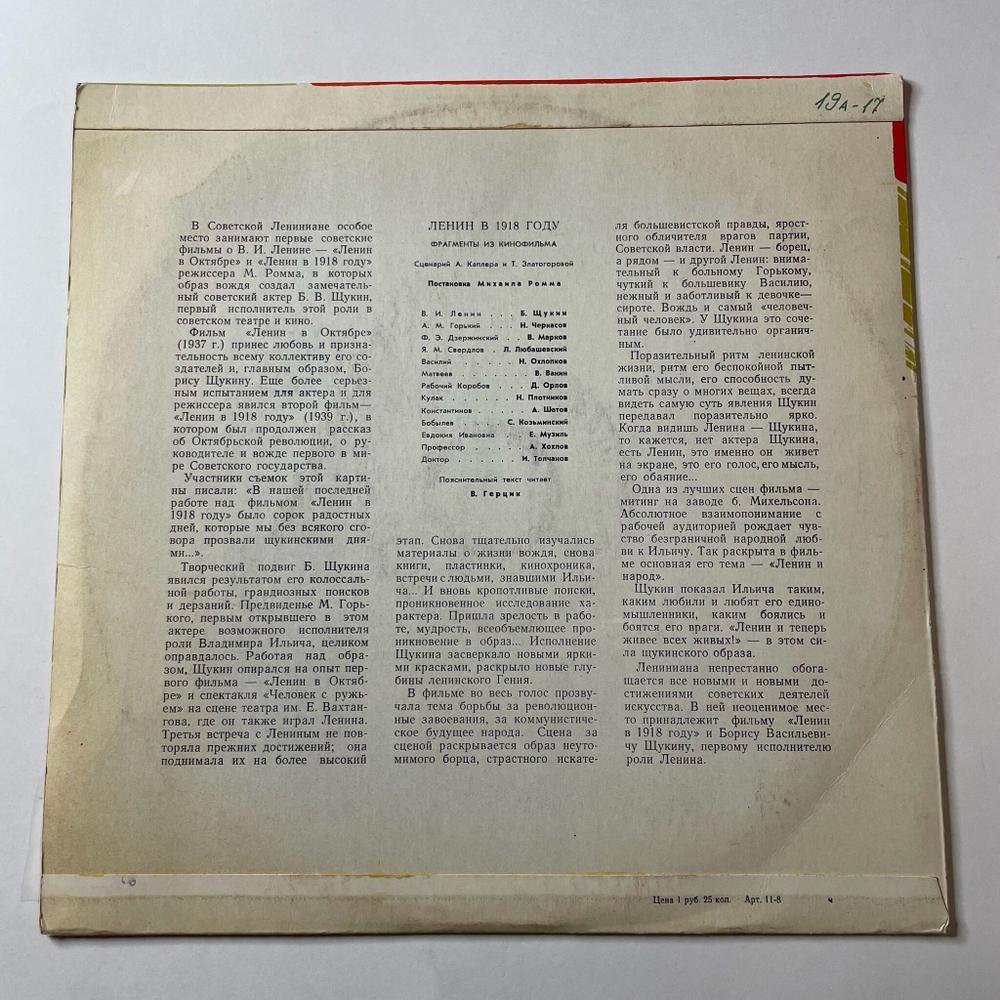 19А-17
В Советской Лениниане особое
место занимают первые советские
фильмы о В. И. Ленине — «Ленин
в Октябре» и «Ленин в 1918 году»
режиссера М. Ромма, в которых
образ вождя создал замечатель-
ный советский актер Б. В. Щукин,
первый исполнитель этой роли в
советском театре и кино.
Фильм «Ленин в Октябре»
(1937 г.) принес любовь и призна-
тельность всему коллективу его со-
здателей и, главным образом, Бо-
рису Щукину. Еще более серьез-
ным испытанием для актера и для
режиссера явился второй фильм—
«Ленин в 1918 году» (1939 г.), в
котором был продолжен рассказ
об Октябрьской революции, о ру-
ководителе и вожде первого в ми-
ре Советского государства.
Участники съемок этой карти-
ны писали: «В нашей последней
работе над фильмом «Ленин в
1918 году» было сорок радостных
дней, которые мы без всякого сго-
вора прозвали щукинскими дня-
ми...».
Творческий подвиг Б. Щукина
явился результатом его колоссаль-
ной работы, грандиозных поисков
и дерзаний. Предвиденье М. Горь-
кого, первым открывшего в этом
актере возможного исполнителя
роли Владимира Ильича, целиком
оправдалось. Работая над обра-
зом, Щукин опирался на опыт пер-
вого фильма — «Ленин в Октяб-
ре» и спектакля «Человек с ружь-
ем» на сцене театра им. Е. Вахтан-
гова, где он также играл Ленина.
Третья встреча с Лениным не пов-
торяла прежних достижений; она
поднимала их на более высокий
ЛЕНИН В 1918 ГОДУ
ФРАГМЕНТЫ ИЗ КИНОФИЛЬМА
Сценарий А. Каплера и Т. Златогоровой
Постановка Михаила Ромма
В. И. Ленин . . . Б. Щукин
А. М. Горький . . . Н. Черкасов
Ф. Э. Дзержинский . . В. Марков
Я. М. Свердлов . Л. Любашевский
Василий . . . . . Н. Охлопков
Матвеев . . . . . . . В. Ванин
Рабочий Коробов . . . Д. Орлов
Кулак . . . . . . Н. Плотников
Константинов . . . . . А. Шатов
Бобылев . . . . С. Козьминский
Евдокия Ивановна . . Е. Музиль
Профессор . . . . . А. Хохлов
Доктор . . . . . . И. Толчанов
Пояснительный текст читает
В. Герцик
этап. Снова тщательно изучались
материалы о жизни вождя, снова
книги, пластинки, кинохроника,
встречи с людьми, знавшими Ильи-
ча... И вновь кропотливые поиски,
проникновенное исследование ха-
рактера. Пришла зрелость в рабо-
те, мудрость, всеобъемлющее про-
никновение в образ... Исполнение
Щукина засверкало новыми ярки-
ми красками, раскрыло новые глу-
бины ленинского Гения.
В фильме во весь голос прозву-
чала тема борьбы за революцион-
ные завоевания, за коммунистиче-
ское будущее народа. Сцена за
сценой раскрывается образ неуто-
мимого борца, страстного искате-
ля большевистской правды, ярост-
ного обличителя врагов партии,
Советской власти. Ленин — борец,
а рядом — и другой Ленин: внима-
тельный к больному Горькому,
чуткий к большевику Василию,
нежный и заботливый к девочке—
сироте. Вождь и самый «человеч-
ный человек». У Щукина это соче-
тание было удивительно органич-
ным.
Поразительный ритм ленинской
жизни, ритм его беспокойной пыт-
ливой мысли, его способность ду-
мать сразу о многих вещах, всегда
видеть самую суть явления Щукин
передавал поразительно ярко.
Когда видишь Ленина — Щукина,
то кажется, нет актера Щукина,
есть Ленин, это именно он живет
на экране, это его голос, его мысль,
его обаяние...
Одна из лучших сцен фильма —
митинг на заводе б. Михельсона.
Абсолютное взаимопонимание с
рабочей аудиторией рождает чув-
ство безграничной народной люб-
ви к Ильичу. Так раскрыта в филь-
ме основная его тема — «Ленин и
народ».
Щукин показал Ильича таким,
каким любили и любят его едино-
мышленники, каким боялись и
боятся его враги. «Ленин и теперь
живее всех живых!» — в этом си-
ла щукинского образа.
Лениниана непрестанно обога-
щается все новыми и новыми до-
стижениями советских деятелей
искусства. В ней неоценимое мес-
то принадлежит фильму «Ленин
в 1918 году» и Борису Васильеви-
чу Щукину, первому исполнителю
роли Ленина.
Цена 1 руб. 25 коп. Арт. 11-8 ч